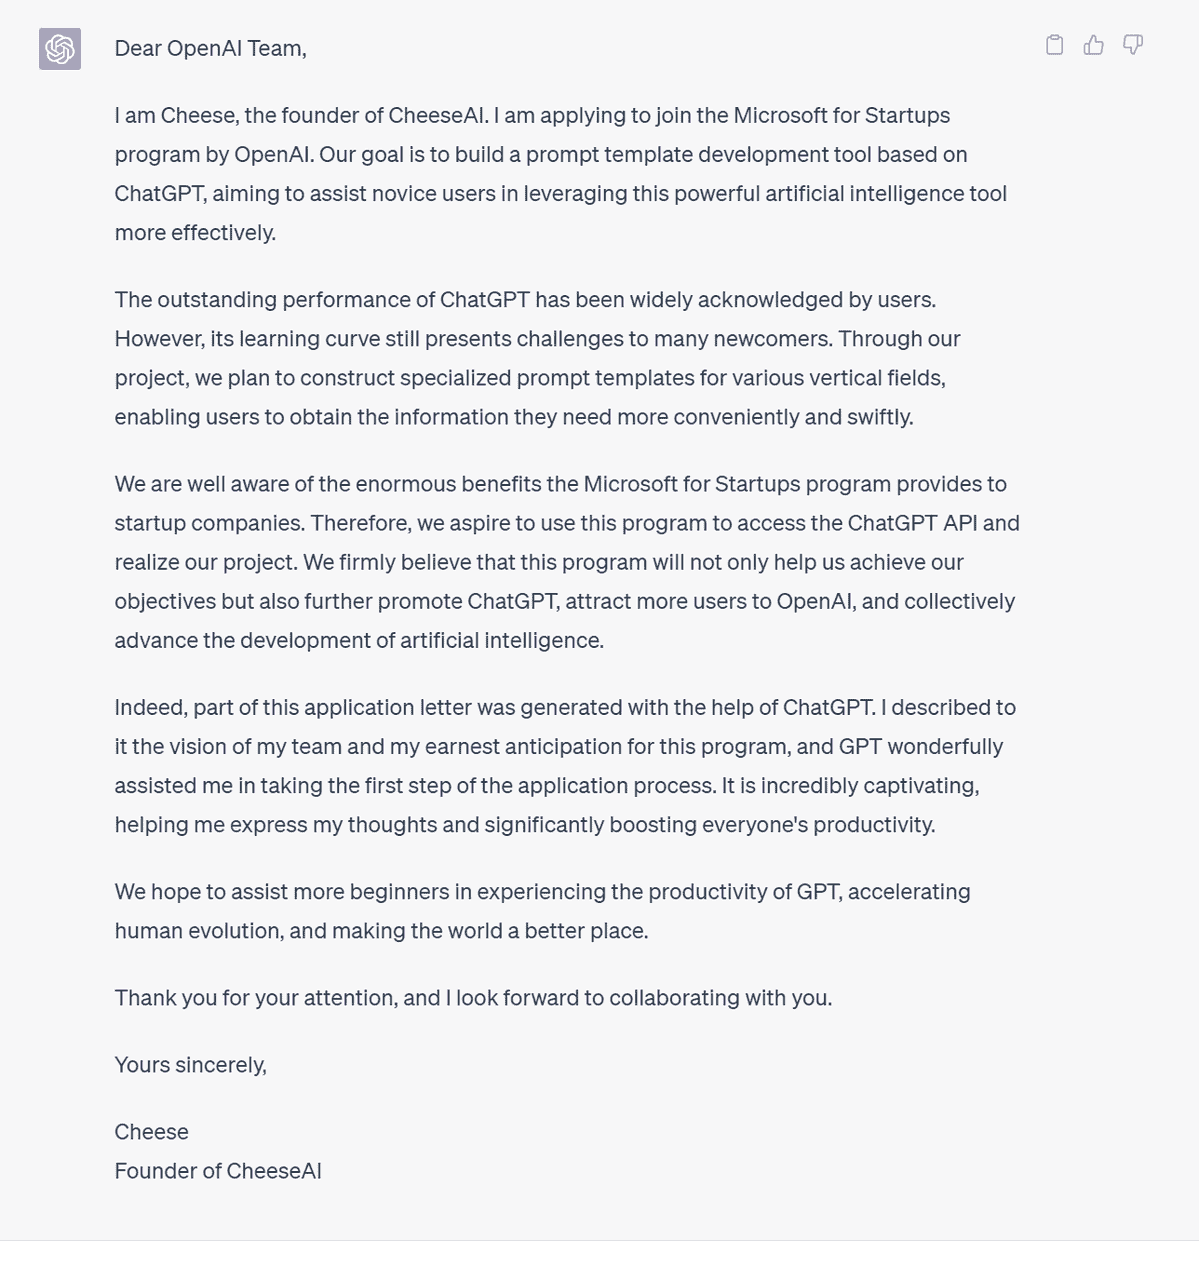 Dear OpenAI Team,
I am Cheese, the founder of CheeseAI. I am applying to join the Microsoft for Startups
program by OpenAI. Our goal is to build a prompt template development tool based on
ChatGPT, aiming to assist novice users in leveraging this powerful artificial intelligence tool
more effectively.
The outstanding performance of ChatGPT has been widely acknowledged by users.
However, its learning curve still presents challenges to many newcomers. Through our
project, we plan to construct specialized prompt templates for various vertical fields,
enabling users to obtain the information they need more conveniently and swiftly.
We are well aware of the enormous benefits the Microsoft for Startups program provides to
startup companies. Therefore, we aspire to use this program to access the ChatGPT API and
realize our project. We firmly believe that this program will not only help us achieve our
objectives but also further promote ChatGPT, attract more users to OpenAI, and collectively
advance the development of artificial intelligence.
Indeed, part of this application letter was generated with the help of ChatGPT. I described to
it the vision of my team and my earnest anticipation for this program, and GPT wonderfully
assisted me in taking the first step of the application process. It is incredibly captivating,
helping me express my thoughts and significantly boosting everyone's productivity.
We hope to assist more beginners in experiencing the productivity of GPT, accelerating
human evolution, and making the world a better place.
Thank you for your attention, and I look forward to collaborating with you.
Yours sincerely,
Cheese
Founder of CheeseAI